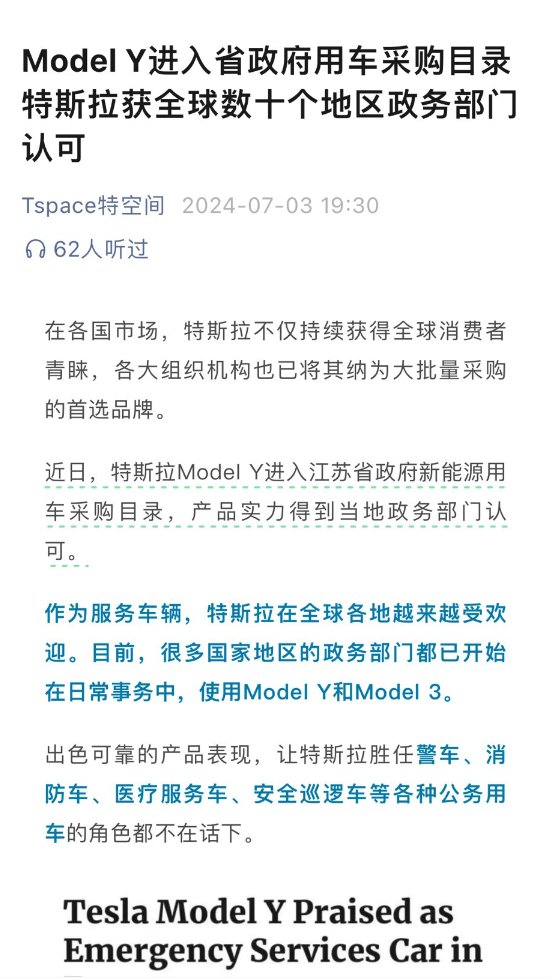 Model Y进入省政府用车采购目录
特斯拉获全球数十个地区政务部门
认可
Tspace特空间 2024-07-03 19:30
62人听过
在各国市场，特斯拉不仅持续获得全球消费者
青睐，各大组织机构也已将其纳为大批量采购
的首选品牌。
近日，特斯拉Model Y进入江苏省政府新能源用
车采购目录，产品实力得到当地政务部门认
可。
作为服务车辆，特斯拉在全球各地越来越受欢
迎。目前，很多国家地区的政务部门都已开始
在日常事务中，使用Model Y和Model 3。
出色可靠的产品表现，让特斯拉胜任警车、消
防车、医疗服务车、安全巡逻车等各种公务用
车的角色都不在话下。
Tesla Model Y Praised as
Emergency Services Car in